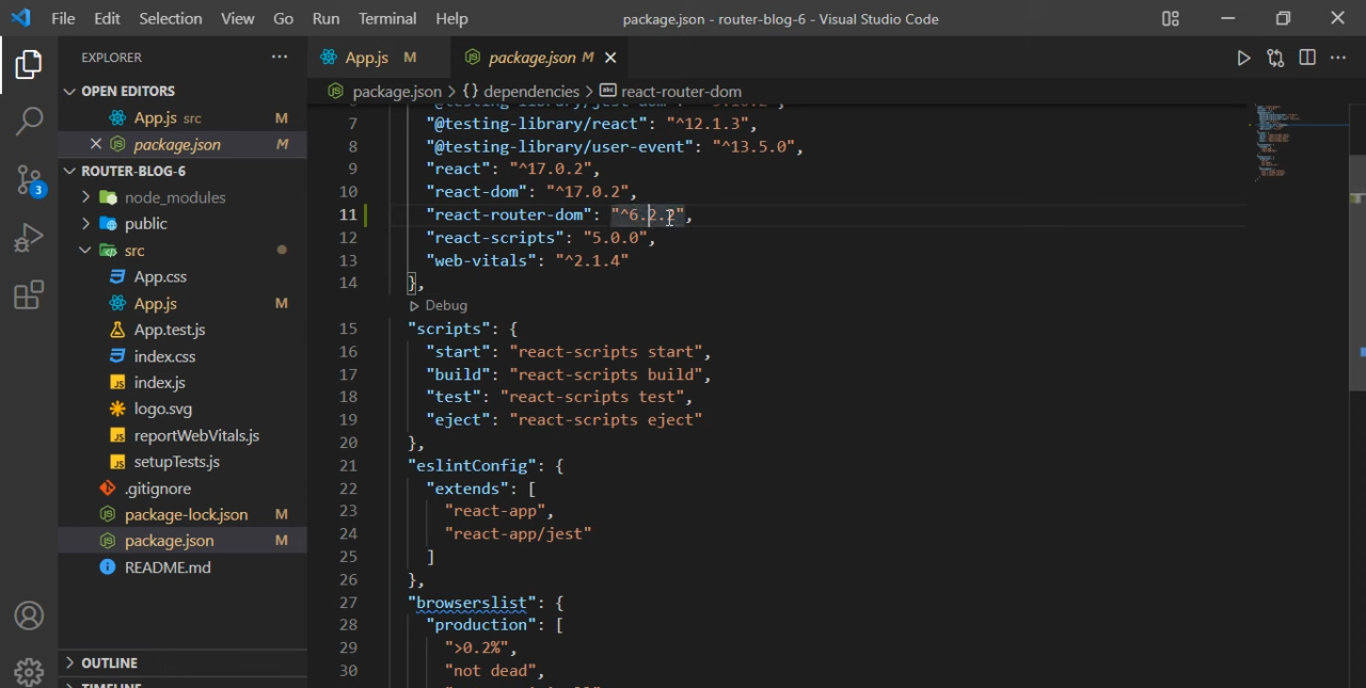 File Edit Selection View Go Run Terminal Help package.json - router-blog-6 - Visual Studio Code
EXPLORER
App.js M package.json M
OPEN EDITORS
package.json > {} dependencies > react-router-dom
App.js src M
package.json M
ROUTER-BLOG-6
node_modules
public
src
App.css
App.js M
App.test.js
index.css
index.js
logo.svg
reportWebVitals.js
setupTests.js
.gitignore
package-lock.json M
package.json M
README.md
OUTLINE
3
7 "@testing-library/react": "^12.1.3",
8 "@testing-library/user-event": "^13.5.0",
9 "react": "^17.0.2",
10 "react-dom": "^17.0.2",
11 "react-router-dom": "^6.2.2",
12 "react-scripts": "5.0.0",
13 "web-vitals": "^2.1.4"
14 },
Debug
15 "scripts": {
16 "start": "react-scripts start",
17 "build": "react-scripts build",
18 "test": "react-scripts test",
19 "eject": "react-scripts eject"
20 },
21 "eslintConfig": {
22 "extends": [
23 "react-app",
24 "react-app/jest"
25 ]
26 },
27 "browserslist": {
28 "production": [
29 ">0.2%",
30 "not dead",